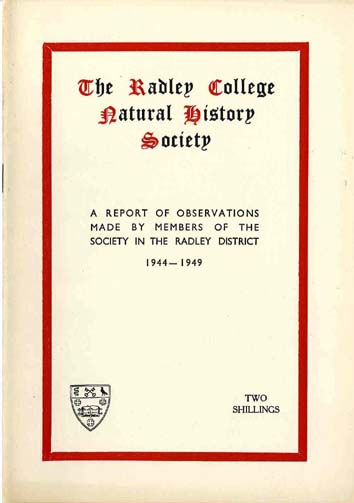 The Radley College
Natural History
Society
A REPORT OF OBSERVATIONS
MADE BY MEMBERS OF THE
SOCIETY IN THE RADLEY DISTRICT
1944—1949
TWO
SHILLINGS